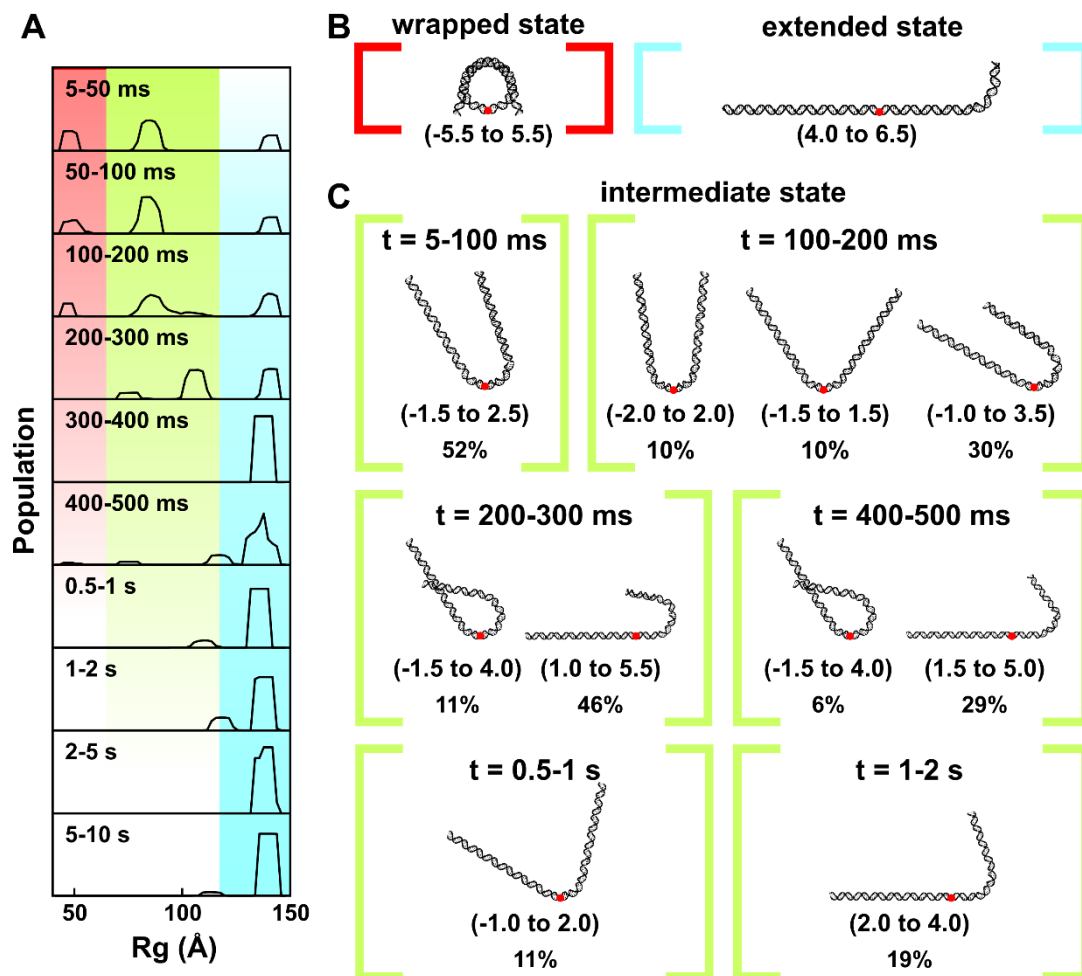 A
5-50 ms
50-100 ms
100-200 ms
200-300 ms
300-400 ms
400-500 ms
0.5-1 s
1-2 s
2-5 s
5-10 s
Population
50 100 150
Rg (Å)
B
wrapped state
(-5.5 to 5.5)
extended state
(4.0 to 6.5)
C
intermediate state
t = 5-100 ms
(-1.5 to 2.5)
52%
t = 100-200 ms
(-2.0 to 2.0) (-1.5 to 1.5) (-1.0 to 3.5)
10% 10% 30%
t = 200-300 ms
(-1.5 to 4.0) (1.0 to 5.5)
11% 46%
t = 400-500 ms
(-1.5 to 4.0) (1.5 to 5.0)
6% 29%
t = 0.5-1 s
(-1.0 to 2.0)
11%
t = 1-2 s
(2.0 to 4.0)
19%